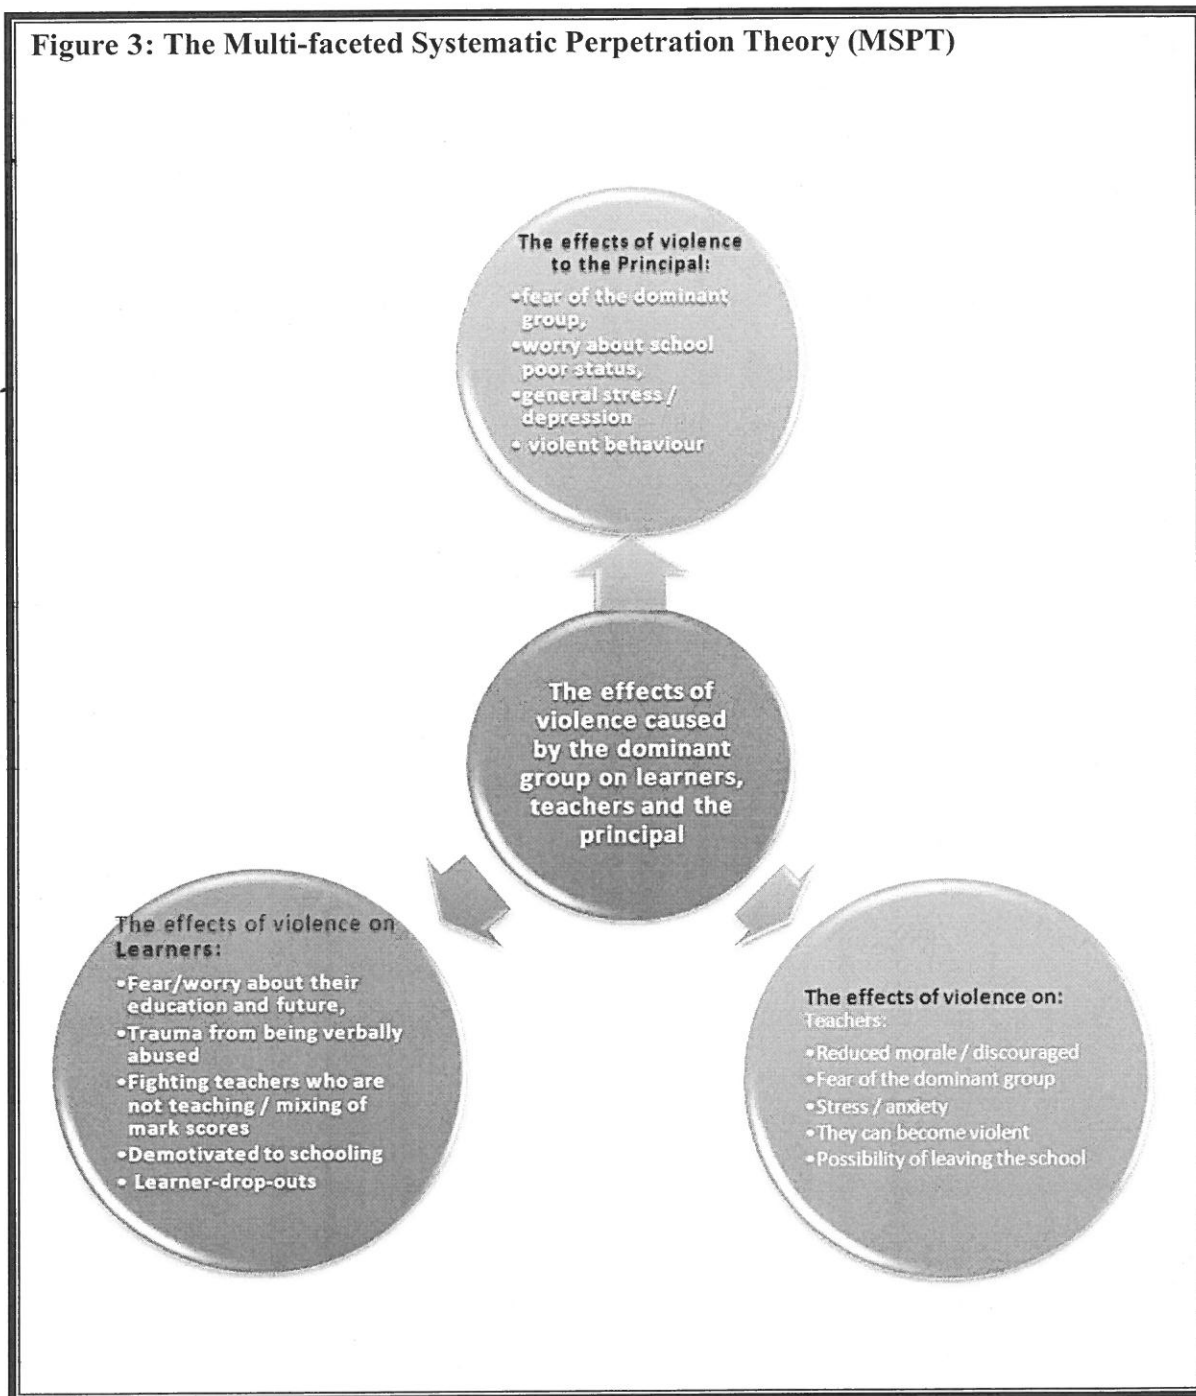 Figure 3: The Multi-faceted Systematic Perpetration Theory (MSPT)
The effects of violence
to the Principal:
•fear of the dominant
group,
•worry about school
poor status,
•general stress /
depression
• violent behaviour
The effects of
violence caused
by the dominant
group on learners,
teachers and the
principal
The effects of violence on
Learners:
•Fear/worry about their
education and future,
•Trauma from being verbally
abused
•Fighting teachers who are
not teaching / mixing of
mark scores
•Demotivated to schooling
• Learner-drop-outs
The effects of violence on:
Teachers:
•Reduced morale / discouraged
•Fear of the dominant group
•Stress / anxiety
•They can become violent
•Possibility of leaving the school